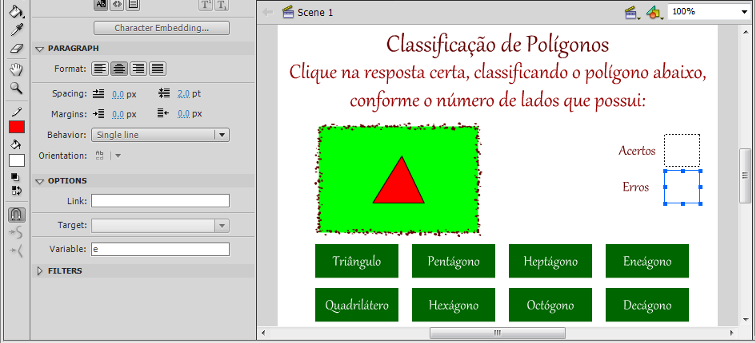 Character Embedding...
PARAGRAPH
Format:
Spacing: 0.0 px 2.0 pt
Margins: 0.0 px 0.0 px
Behavior: Single line
Orientation:
OPTIONS
Link:
Target:
Variable: e
FILTERS
Scene 1
100%
Classificação de Polígonos
Clique na resposta certa, classificando o polígono abaixo,
conforme o número de lados que possui:
Acertos
Erros
Triângulo Pentágono Heptágono Eneágono
Quadrilátero Hexágono Octógono Decágono